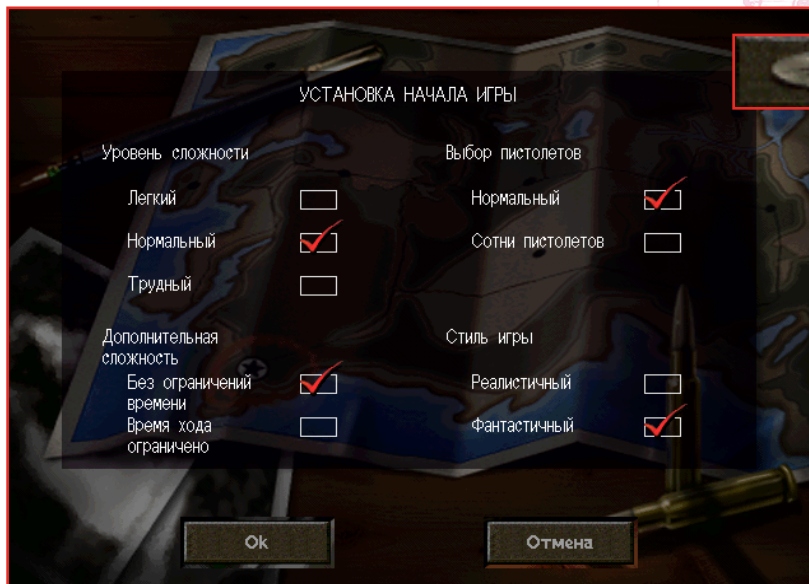 УСТАНОВКА НАЧАЛА ИГРЫ
Уровень сложности
Легкий
Нормальный
Трудный
Дополнительная
сложность
Без ограничений
времени
Время хода
ограничено
Выбор пистолетов
Нормальный
Сотни пистолетов
Стиль игры
Реалистичный
Фантастичный
Ok
Отмена